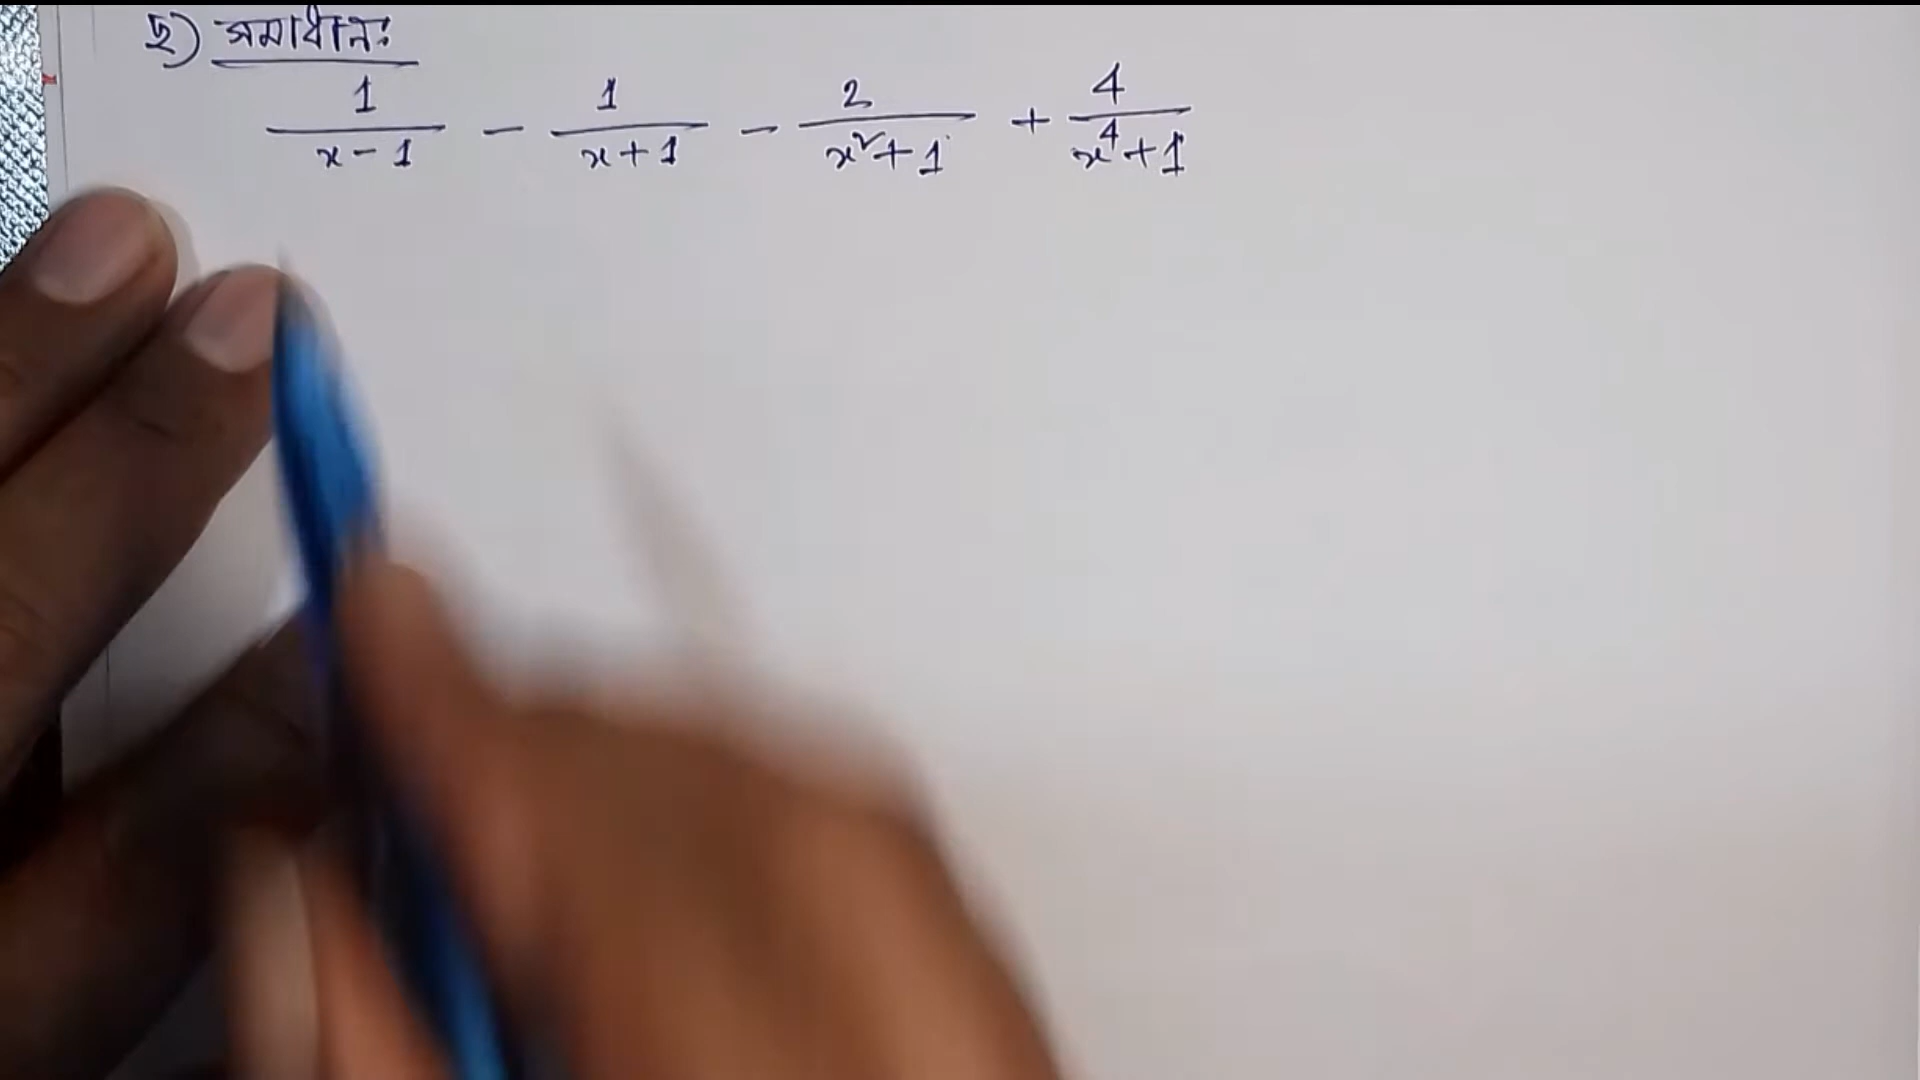 ছ) সমাধানঃ
1/(x-1) - 1/(x+1) - 2/(x²+1) + 4/(x⁴+1)